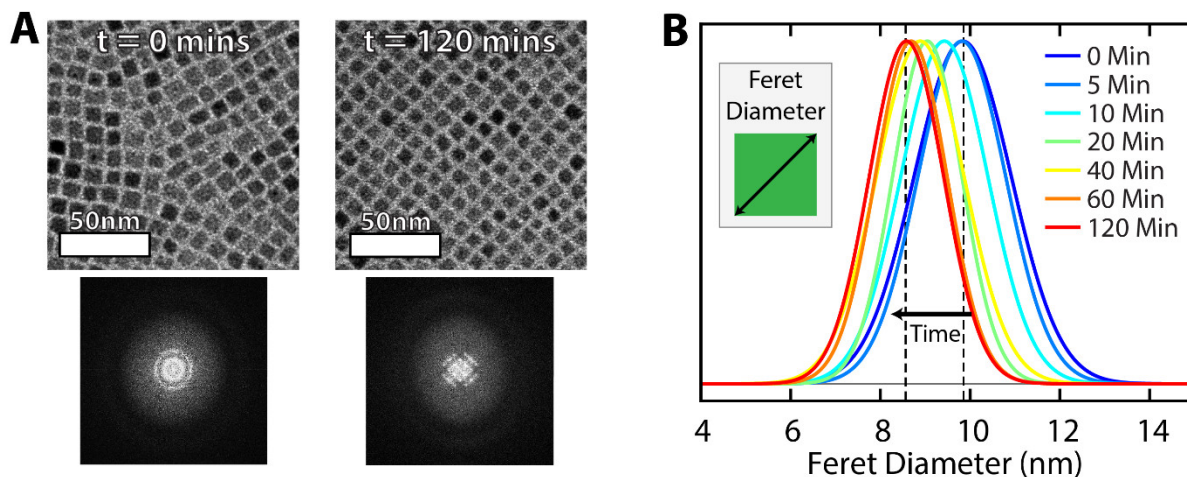 A
t = 0 mins
50nm
t = 120 mins
50nm
B
Feret
Diameter
0 Min
5 Min
10 Min
20 Min
40 Min
60 Min
120 Min
Time
4 6 8 10 12 14
Feret Diameter (nm)